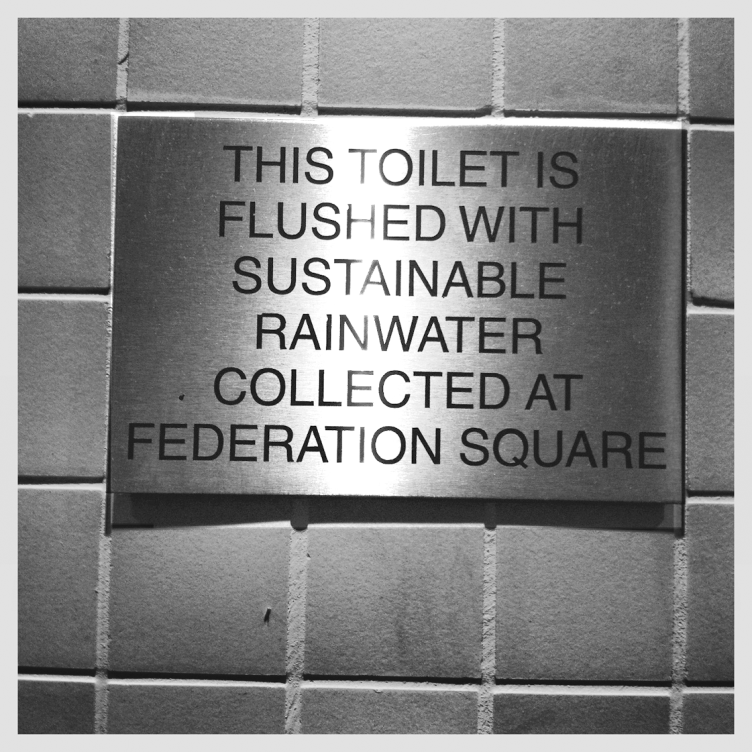 THIS TOILET IS
FLUSHED WITH
SUSTAINABLE
RAINWATER
COLLECTED AT
FEDERATION SQUARE